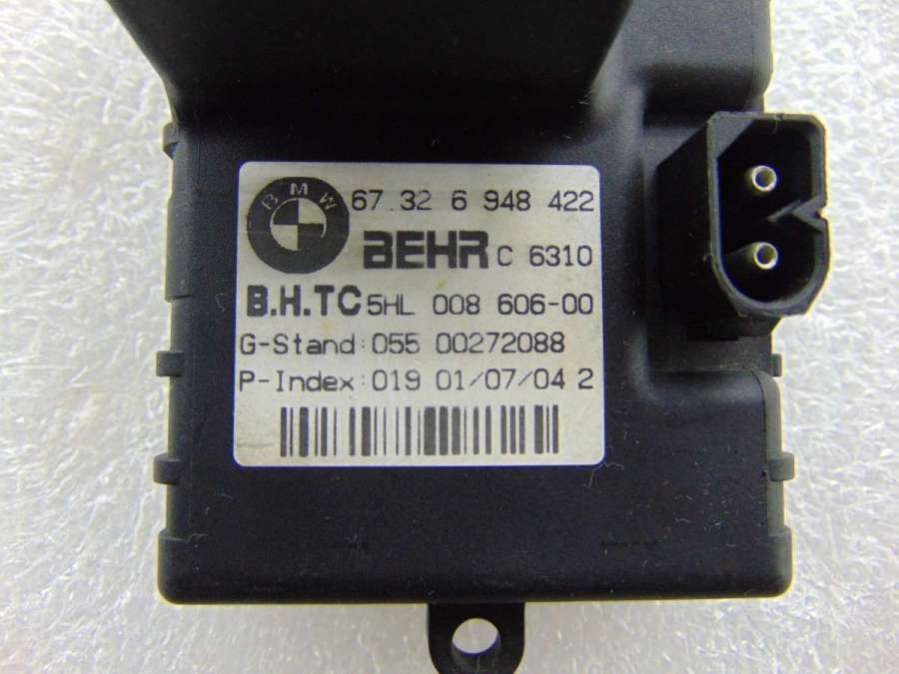 BMW 67.32 6 948 422
BEHR C 6310
B.H.TC 5HL 008 606-00
G-Stand:055 00272088
P-Index:019 01/07/04 2